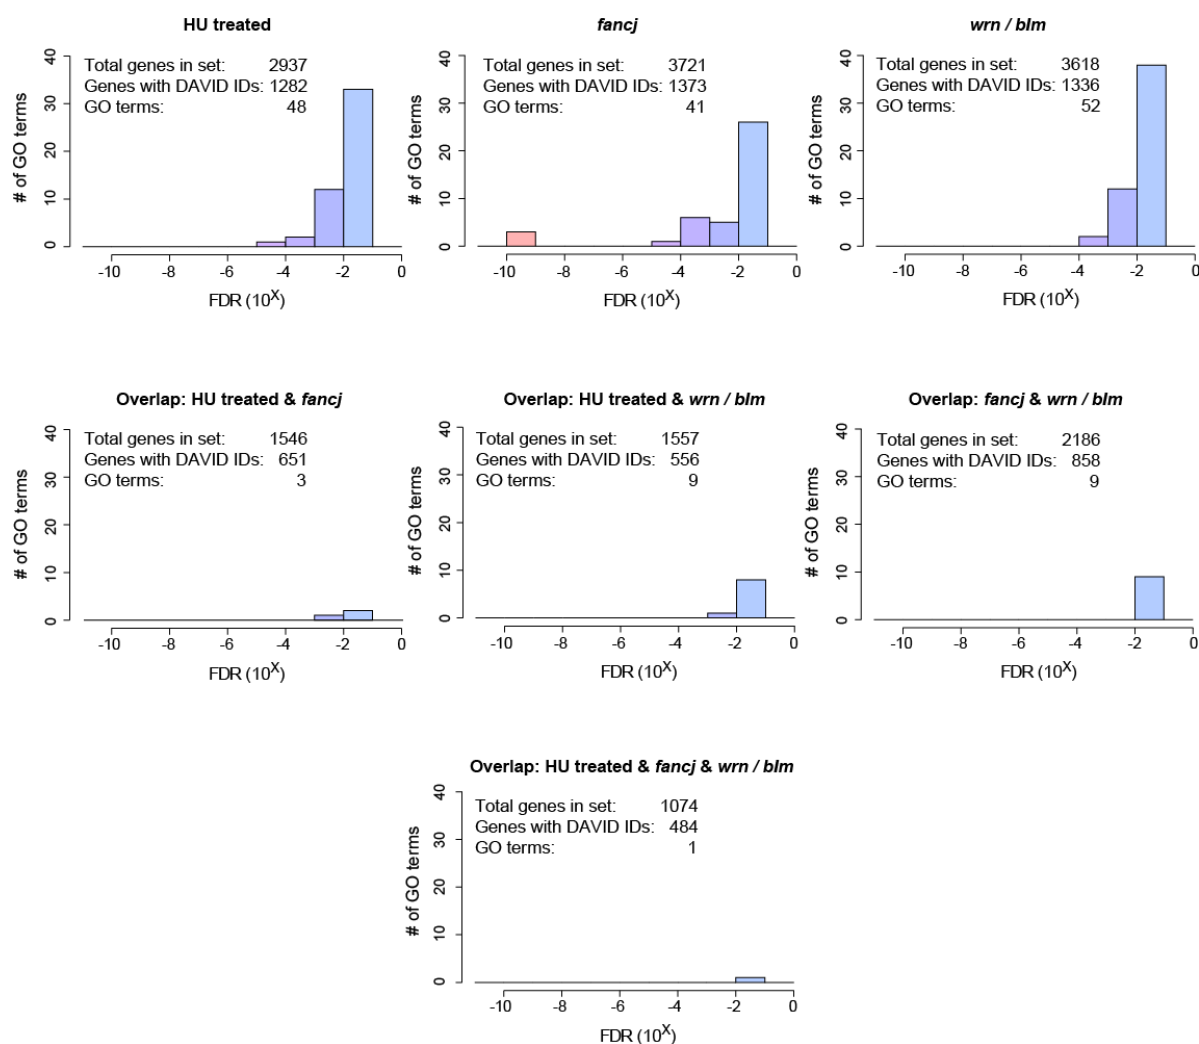 HU treated
Total genes in set: 2937
Genes with DAVID IDs: 1282
GO terms: 48
# of GO terms
0 10 20 30 40
-10 -8 -6 -4 -2 0
FDR (10^X)
fancj
Total genes in set: 3721
Genes with DAVID IDs: 1373
GO terms: 41
# of GO terms
0 10 20 30 40
-10 -8 -6 -4 -2 0
FDR (10^X)
wrn / blm
Total genes in set: 3618
Genes with DAVID IDs: 1336
GO terms: 52
# of GO terms
0 10 20 30 40
-10 -8 -6 -4 -2 0
FDR (10^X)
Overlap: HU treated & fancj
Total genes in set: 1546
Genes with DAVID IDs: 651
GO terms: 3
# of GO terms
0 10 20 30 40
-10 -8 -6 -4 -2 0
FDR (10^X)
Overlap: HU treated & wrn / blm
Total genes in set: 1557
Genes with DAVID IDs: 556
GO terms: 9
# of GO terms
0 10 20 30 40
-10 -8 -6 -4 -2 0
FDR (10^X)
Overlap: fancj & wrn / blm
Total genes in set: 2186
Genes with DAVID IDs: 858
GO terms: 9
# of GO terms
0 10 20 30 40
-10 -8 -6 -4 -2 0
FDR (10^X)
Overlap: HU treated & fancj & wrn / blm
Total genes in set: 1074
Genes with DAVID IDs: 484
GO terms: 1
# of GO terms
0 10 20 30 40
-10 -8 -6 -4 -2 0
FDR (10^X)